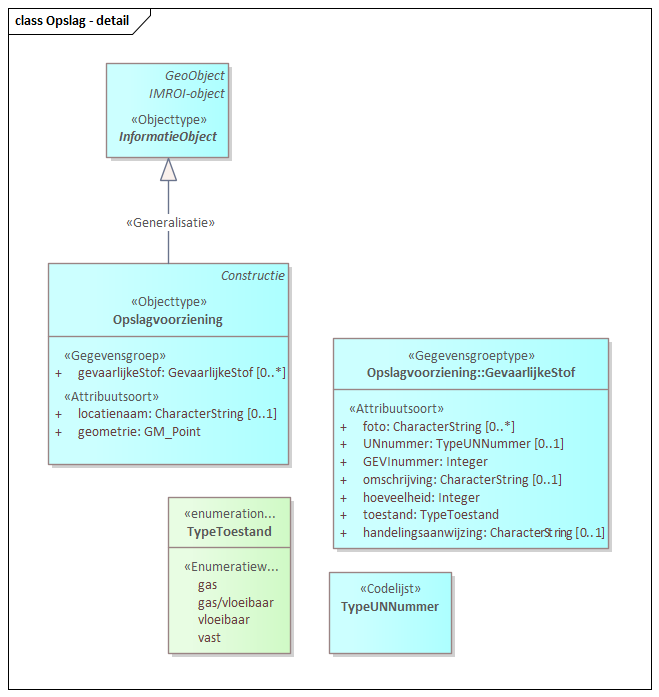 class Opslag - detail
GeoObject
IMROI-object
«Objecttype»
InformatieObject
«Generalisatie»
Constructie
«Objecttype»
Opslagvoorziening
«Gegevensgroep»
+ gevaarlijkeStof: GevaarlijkeStof [0..*]
«Attribuutsoort»
+ locatienaam: CharacterString [0..1]
+ geometrie: GM_Point
«Gegevensgroeptype»
Opslagvoorziening::GevaarlijkeStof
«Attribuutsoort»
+ foto: CharacterString [0..*]
+ UNnummer: TypeUNNummer [0..1]
+ GEVInummer: Integer
+ omschrijving: CharacterString [0..1]
+ hoeveelheid: Integer
+ toestand: TypeToestand
+ handelingsaanwijzing: CharacterString [0..1]
«enumeration...
TypeToestand
«Enumeratiew...
gas
gas/vloeibaar
vloeibaar
vast
«Codelijst»
TypeUNNummer